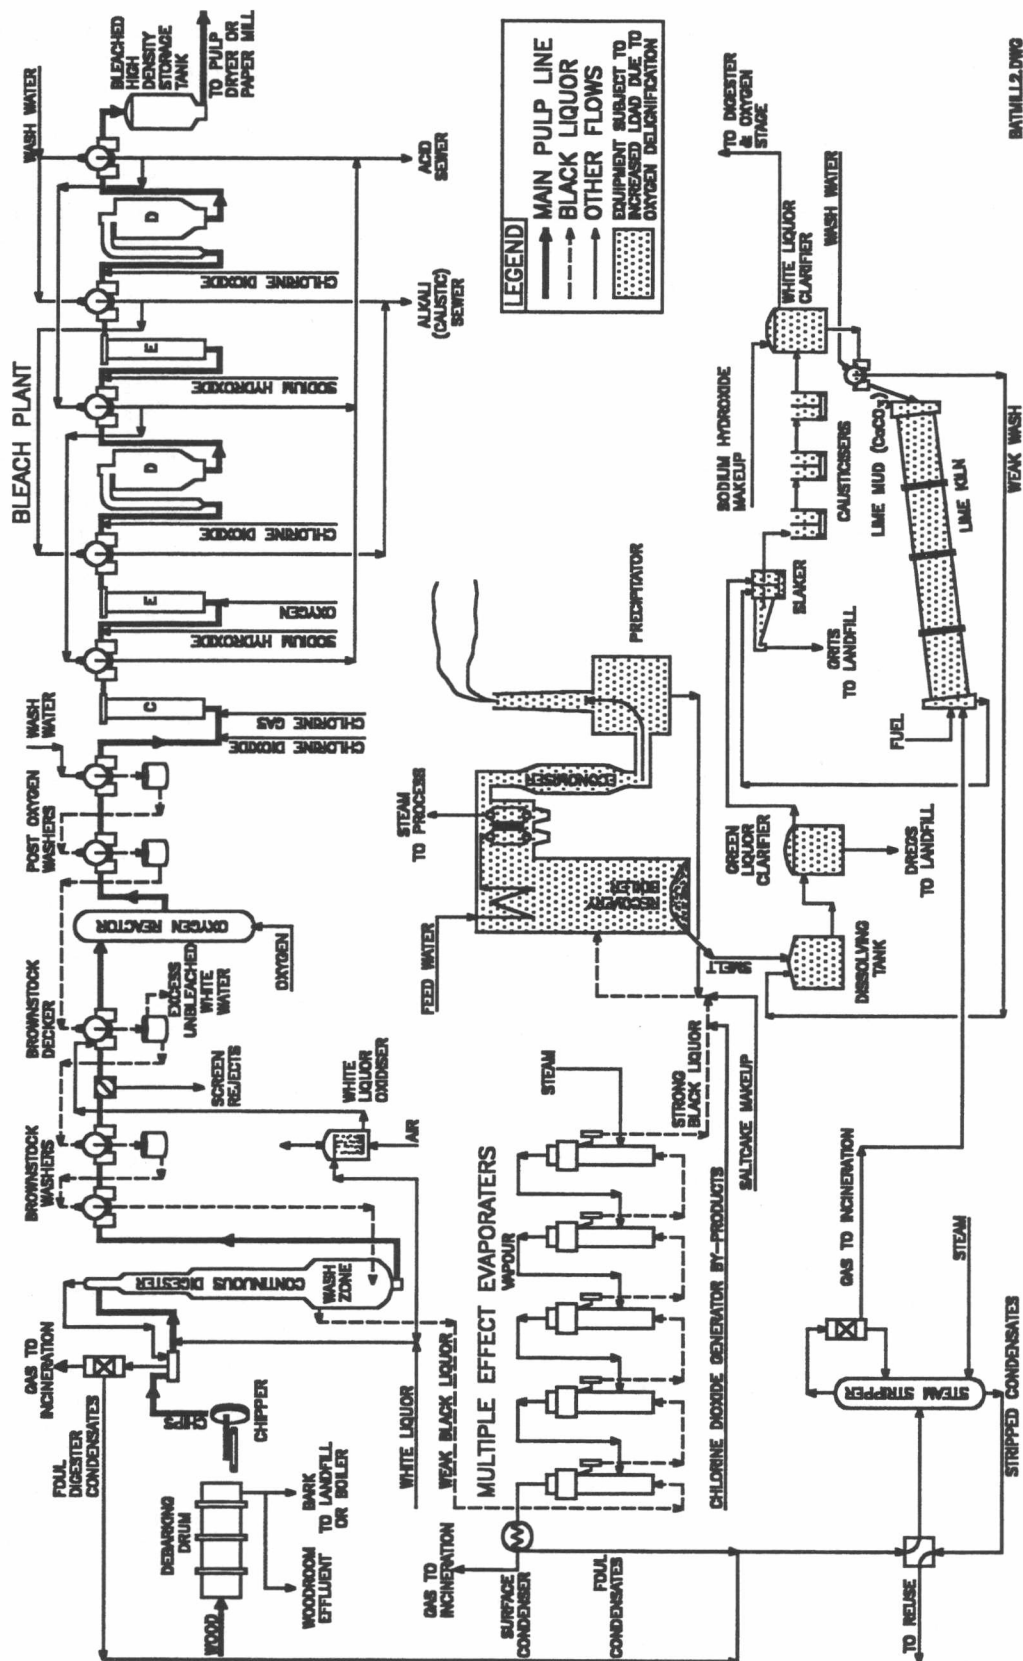 BLEACH PLANT
WASH WATER
BLEACHED
HIGH
DENSITY
STORAGE
TANK
TO PULP
DRYER OR
PAPER MILL
ACID
SEWER
D
CHLORINE DIOXIDE
ALKALI
(CAUSTIC)
SEWER
E
SODIUM HYDROXIDE
D
CHLORINE DIOXIDE
E
OXYGEN
SODIUM HYDROXIDE
C
CHLORINE GAS
CHLORINE DIOXIDE
WASH
WATER
POST OXYGEN
WASHERS
OXYGEN REACTOR
OXYGEN
BROWNSTOCK
DECKER
EXCESS
UNBLEACHED
WHITE
WATER
SCREEN
REJECTS
BROWNSTOCK
WASHERS
WHITE
LIQUOR
OXIDISER
AIR
CONTINUOUS DIGESTER
WASH
ZONE
GAS TO
INCINERATION
FOUL
DIGESTER
CONDENSATES
CHIPS
CHIPPER
DEBARKING
DRUM
WOOD
WOODROOM
EFFLUENT
BARK
TO LANDFILL
OR BOILER
WHITE LIQUOR
WEAK BLACK LIQUOR
LEGEND
MAIN PULP LINE
BLACK LIQUOR
OTHER FLOWS
EQUIPMENT SUBJECT TO
INCREASED LOAD DUE TO
OXYGEN DELIGNIFICATION
MULTIPLE EFFECT EVAPORATERS
VAPOUR
STEAM
STRONG
BLACK LIQUOR
GAS TO
INCINERATION
SURFACE
CONDENSER
FOUL
CONDENSATES
CHLORINE DIOXIDE GENERATOR BY-PRODUCTS
SALTCAKE MAKEUP
FEED WATER
TO STEAM
PROCESS
RECOVERY
BOILER
ECONOMISER
PRECIPITATOR
SMELT
DISSOLVING
TANK
GREEN
LIQUOR
CLARIFIER
DREGS
TO LANDFILL
SLAKER
GRITS
TO LANDFILL
CAUSTICISERS
SODIUM HYDROXIDE
MAKEUP
WHITE LIQUOR
CLARIFIER
TO DIGESTER
& OXYGEN
STAGE
WASH WATER
LIME MUD (CaCO3)
LIME KILN
FUEL
WEAK WASH
GAS TO INCINERATION
STEAM
STEAM STRIPPER
STRIPPED CONDENSATES
TO REUSE
BATMILL2.DWG